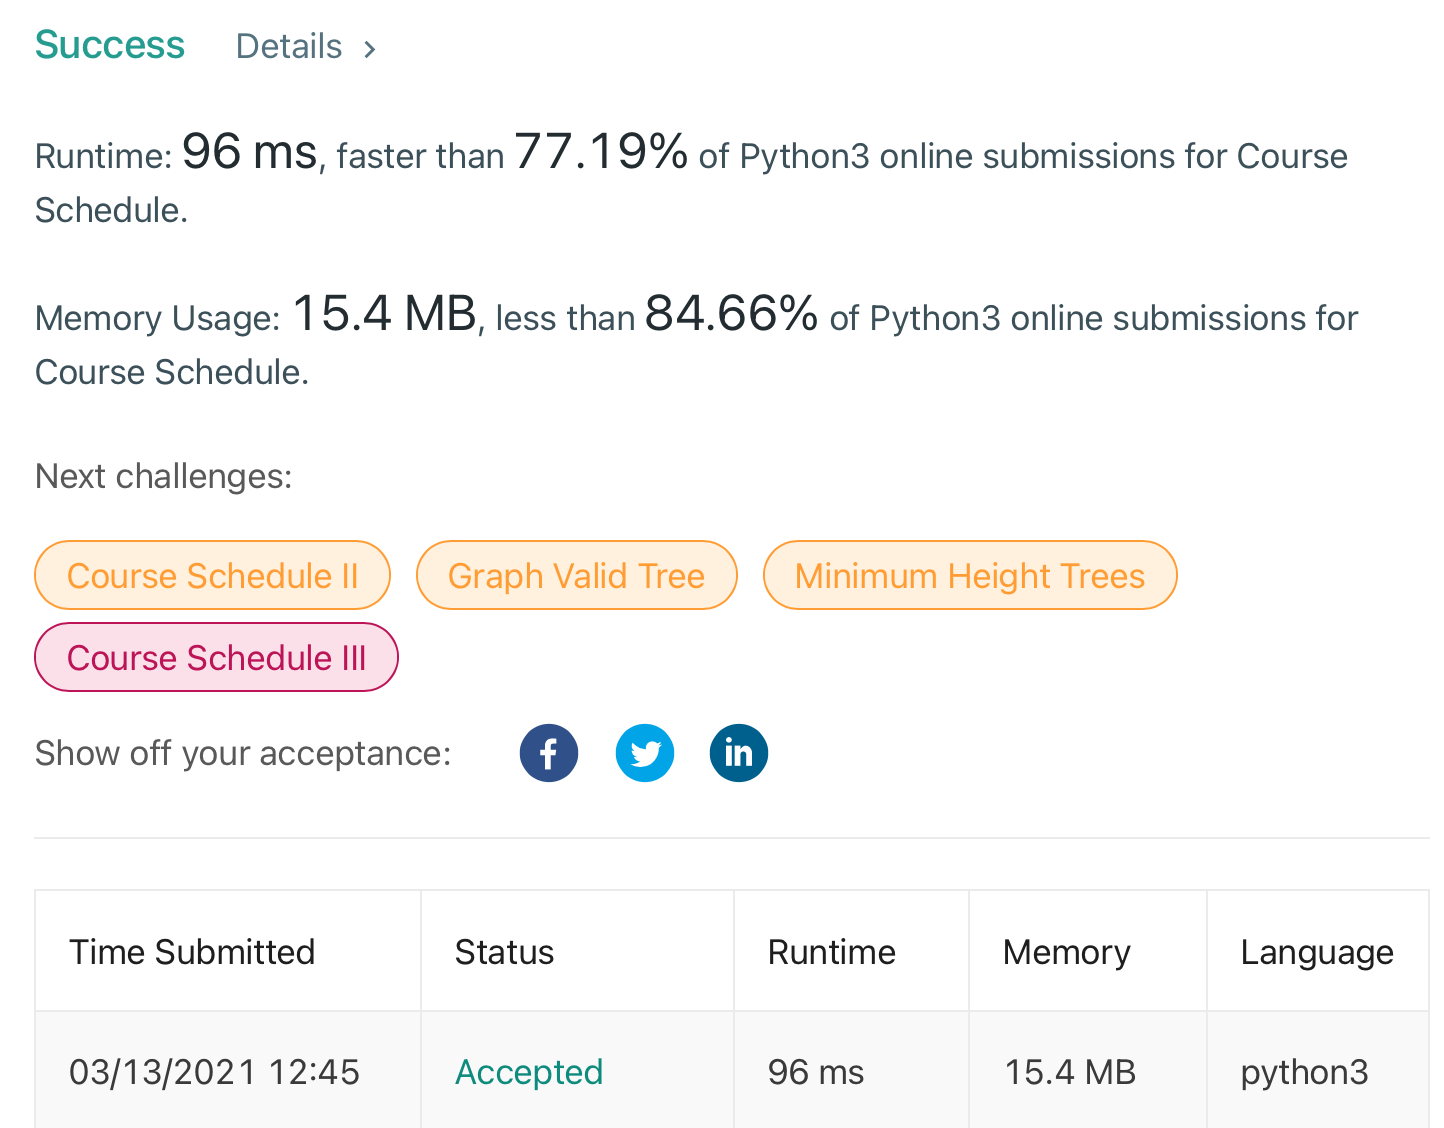 Success Details >
Runtime: 96 ms, faster than 77.19% of Python3 online submissions for Course
Schedule.
Memory Usage: 15.4 MB, less than 84.66% of Python3 online submissions for
Course Schedule.
Next challenges:
Course Schedule II Graph Valid Tree Minimum Height Trees
Course Schedule III
Show off your acceptance: f in
Time Submitted Status Runtime Memory Language
03/13/2021 12:45 Accepted 96 ms 15.4 MB python3